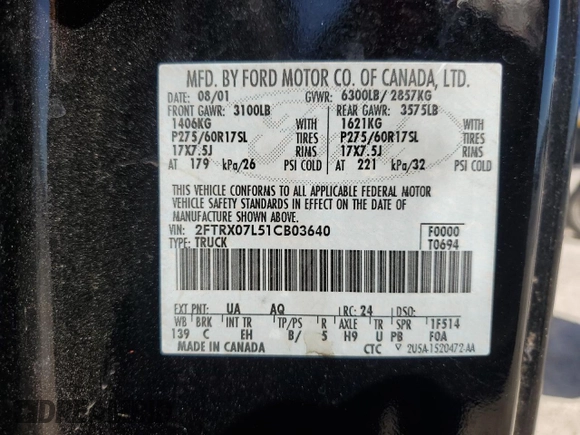 MFD. BY FORD MOTOR CO. OF CANADA, LTD.
DATE: 08/01 GVWR: 6300LB/ 2857KG
FRONT GAWR: 3100LB REAR GAWR: 3575LB
1406KG WITH 1621KG WITH
P275/60R17SL TIRES P275/60R17SL TIRES
17X7.5J RIMS 17X7.5J RIMS
AT 179 kPa/26 PSI COLD AT 221 kPa/32 PSI COLD
THIS VEHICLE CONFORMS TO ALL APPLICABLE FEDERAL MOTOR
VEHICLE SAFETY STANDARDS IN EFFECT ON THE DATE OF
MANUFACTURE SHOWN ABOVE.
VIN: 2FTRX07L51CB03640 F0000
TYPE: TRUCK T0694
EXT PNT: UA AQ RC: 24 DSO:
WB BRK INT TR TP/PS R AXLE TR SPR 1F514
139 C EH B/ 5 H9 U PB F0A
MADE IN CANADA CTC 2U5A-1520472-AA